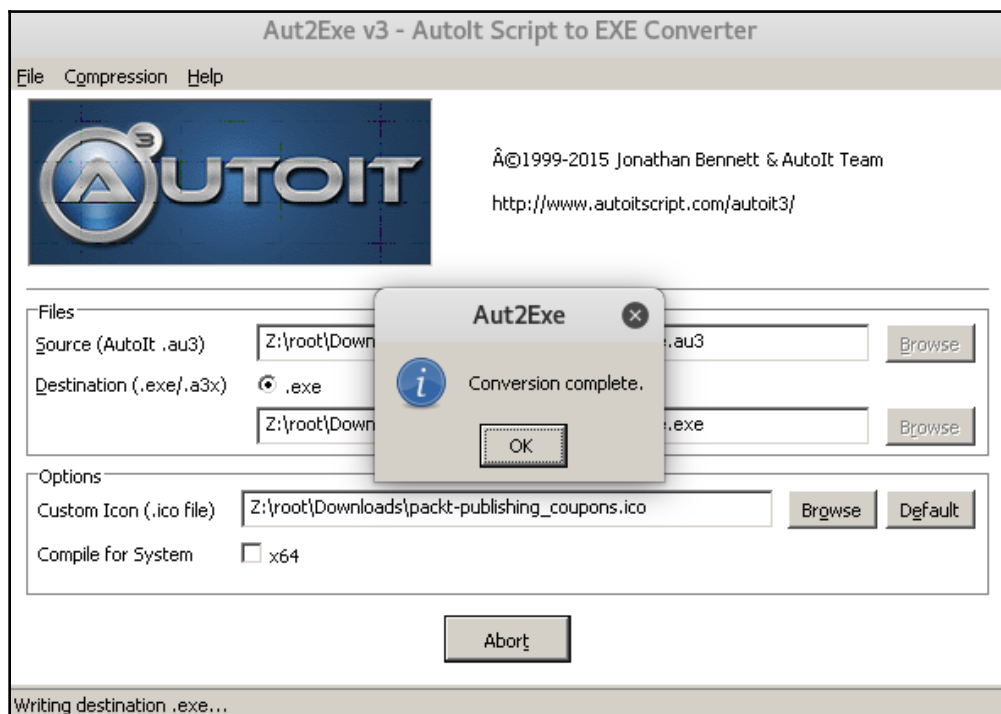 Aut2Exe v3 - AutoIt Script to EXE Converter
File Compression Help
AUTOIT 3
Â©1999-2015 Jonathan Bennett & AutoIt Team
http://www.autoitscript.com/autoit3/
Files
Source (AutoIt .au3) Z:\root\Down .au3 Browse
Destination (.exe/.a3x) .exe
Z:\root\Down .exe Browse
Aut2Exe
Conversion complete.
OK
Options
Custom Icon (.ico file) Z:\root\Downloads\packt-publishing_coupons.ico Browse Default
Compile for System x64
Abort
Writing destination .exe...